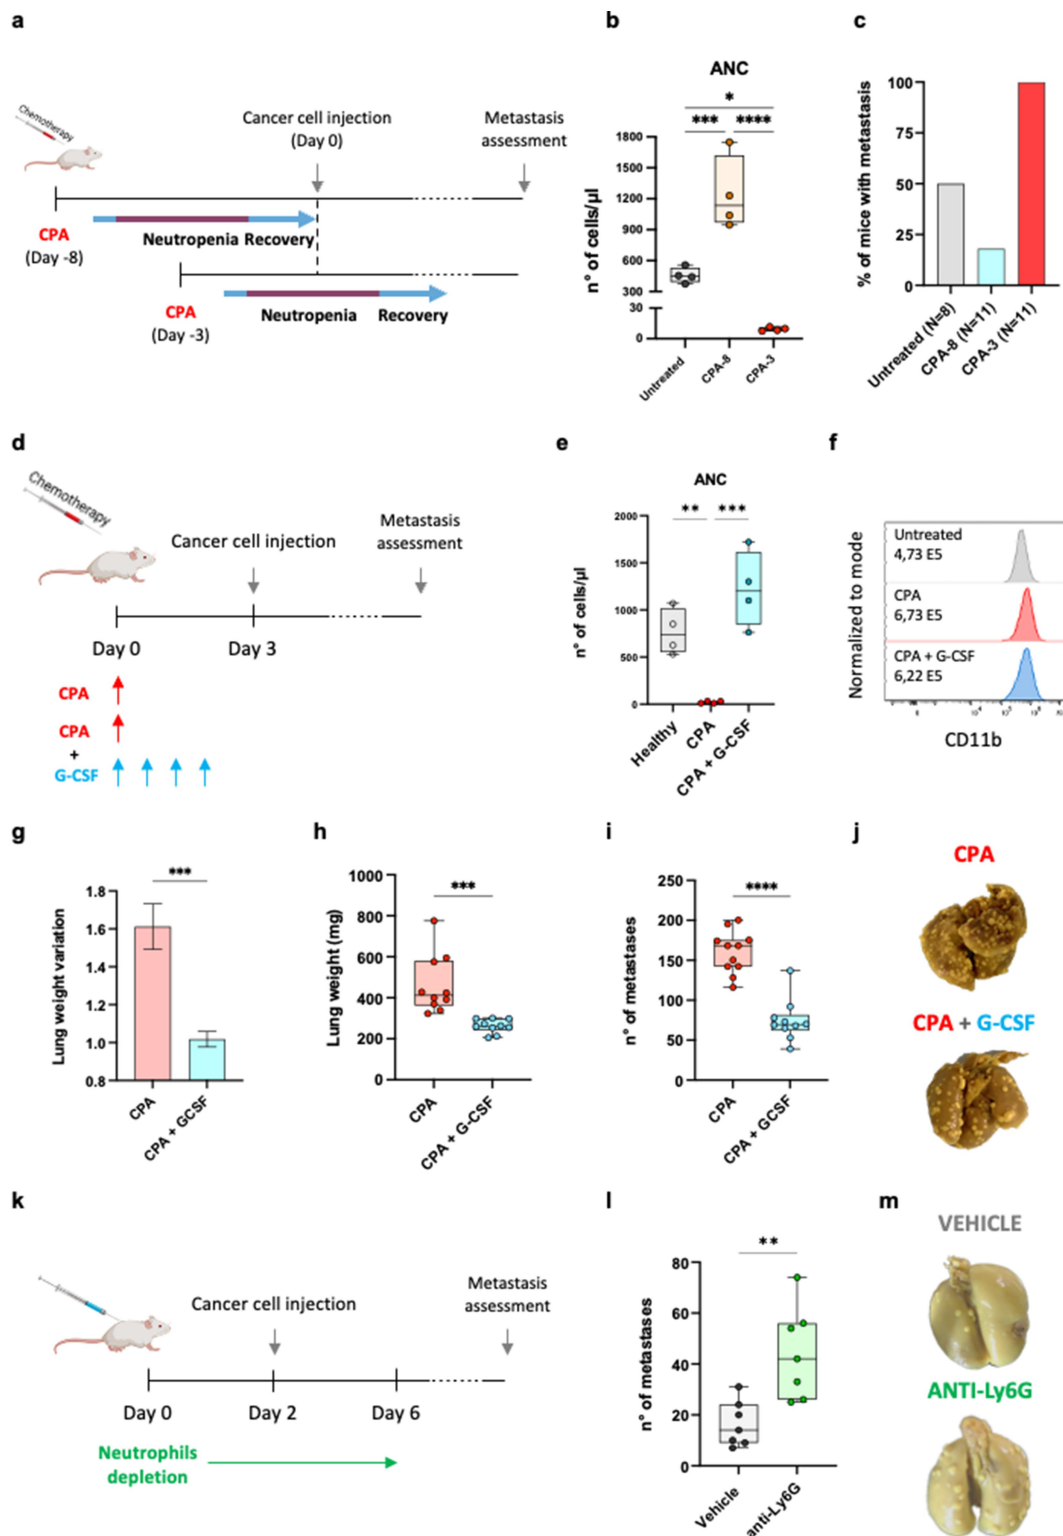 a
Chemotherapy
Cancer cell injection
(Day 0)
Metastasis
assessment
CPA
(Day -8)
Neutropenia Recovery
CPA
(Day -3)
Neutropenia Recovery
b
ANC
*
*** ****
n° of cells/µl
1800
1500
1200
900
600
300
30
0
Untreated
CPA-8
CPA-3
c
% of mice with metastasis
100
75
50
25
0
Untreated (N=8)
CPA-8 (N=11)
CPA-3 (N=11)
d
Chemotherapy
Cancer cell injection
Metastasis
assessment
Day 0
Day 3
CPA
CPA
+
G-CSF
e
ANC
** ***
n° of cells/µl
2000
1500
1000
500
0
Healthy
CPA
CPA + G-CSF
f
Normalized to mode
Untreated
4,73 E5
CPA
6,73 E5
CPA + G-CSF
6,22 E5
CD11b
g
***
Lung weight variation
1.8
1.6
1.4
1.2
1.0
0.8
CPA
CPA + GCSF
h
***
Lung weight (mg)
1000
800
600
400
200
0
CPA
CPA + G-CSF
i
****
n° of metastases
250
200
150
100
50
0
CPA
CPA + GCSF
j
CPA
CPA + G-CSF
k
Cancer cell injection
Metastasis
assessment
Day 0
Day 2
Day 6
Neutrophils
depletion
l
**
n° of metastases
80
60
40
20
0
Vehicle
anti-Ly6G
m
VEHICLE
ANTI-Ly6G